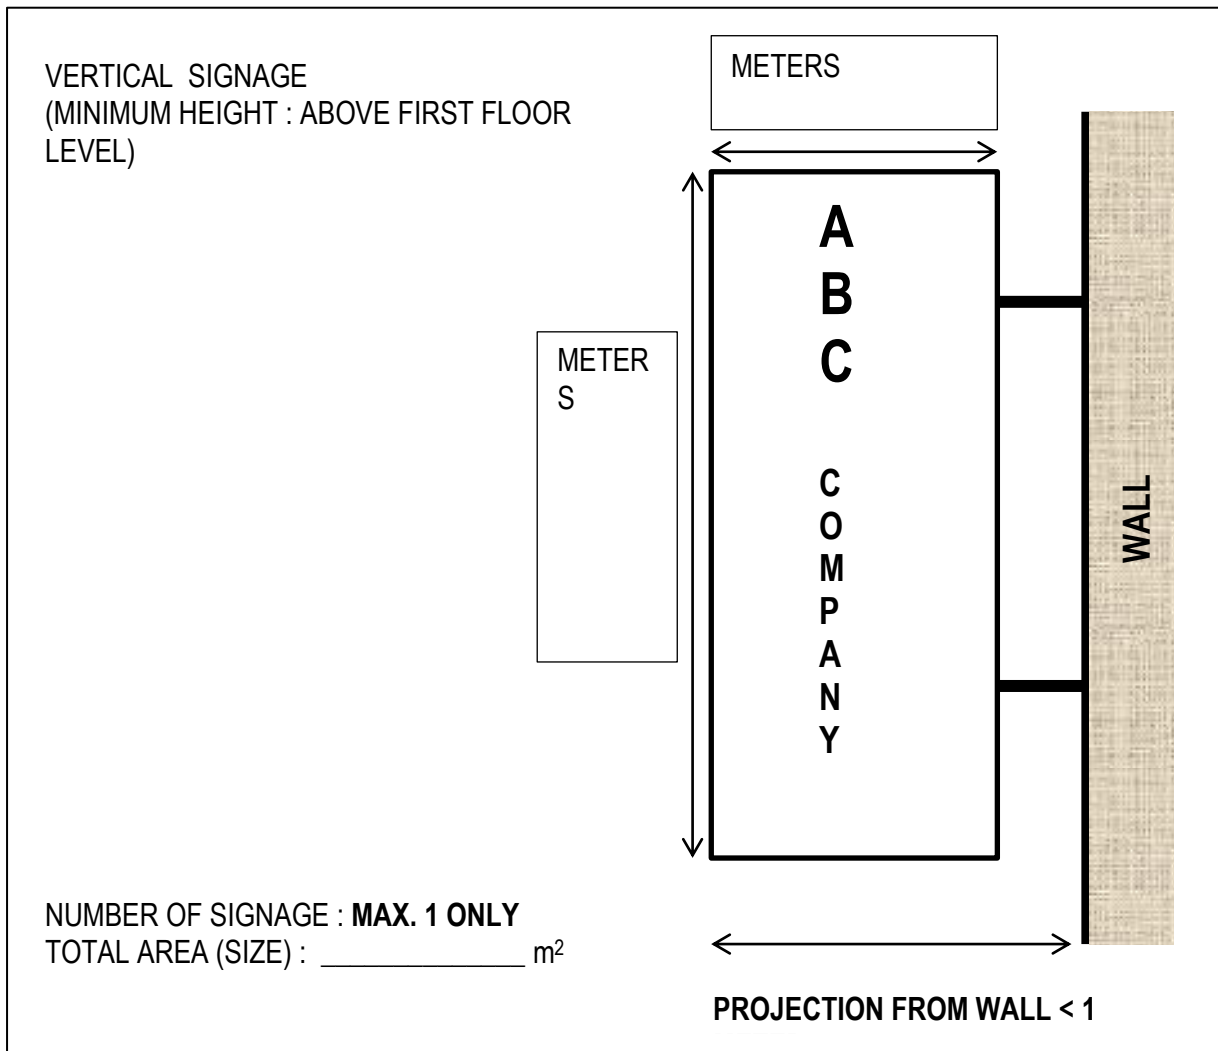 VERTICAL SIGNAGE
(MINIMUM HEIGHT : ABOVE FIRST FLOOR
LEVEL)
METERS
METER
S
A
B
C
C
O
M
P
A
N
Y
WALL
NUMBER OF SIGNAGE : MAX. 1 ONLY
TOTAL AREA (SIZE) : ______________ m²
PROJECTION FROM WALL < 1